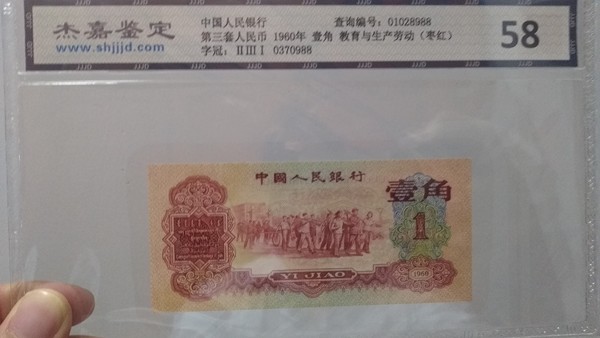 杰嘉鉴定
www.shjjjd.com
中国人民银行 查询编号：01028988
第三套人民币 1960年 壹角 教育与生产劳动（枣红）
字冠：ⅡⅢⅠ 0370988
58
中國人民銀行
壹角
1
YI JIAO
1960